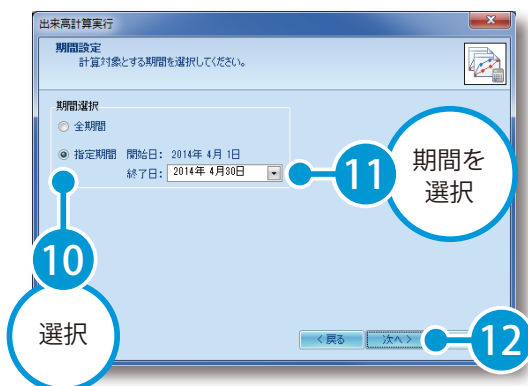 出来高計算実行
期間設定
計算対象とする期間を選択してください。
期間選択
全期間
指定期間 開始日: 2014年 4月 1日
終了日: 2014年 4月30日
11
期間を
選択
10
選択
<戻る 次へ>
12